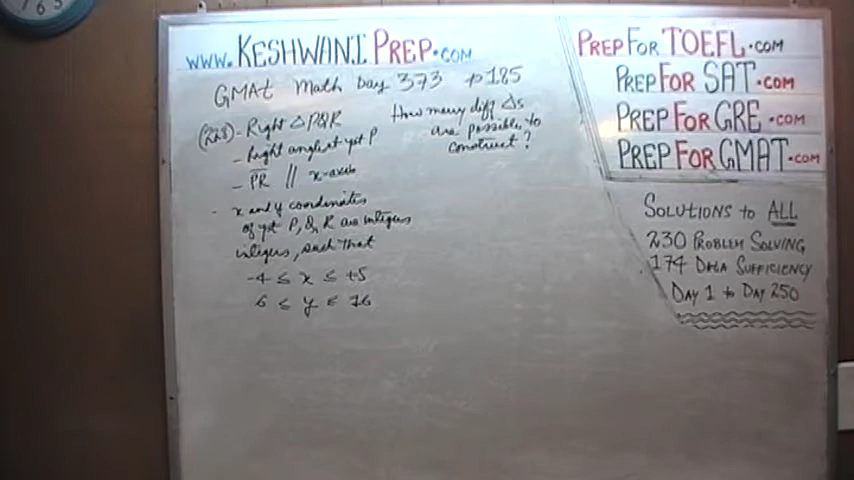 www.KESHWANIPREP.COM
GMAT Math Day 373 p185
(228) - Right △PQR
- Right angle at pt P
- PR // x-axis
- x and y coordinates
of pt P, Q, R are integers
integers, such that
-4 ≤ x ≤ +5
6 ≤ y ≤ 16
How many diff △s
are possible to
construct?
PREPFORTOEFL.COM
PREPFORSAT.COM
PREPFORGRE.COM
PREPFORGMAT.COM
SOLUTIONS TO ALL
230 PROBLEM SOLVING
174 DATA SUFFICIENCY
DAY 1 TO DAY 250
7 6 5